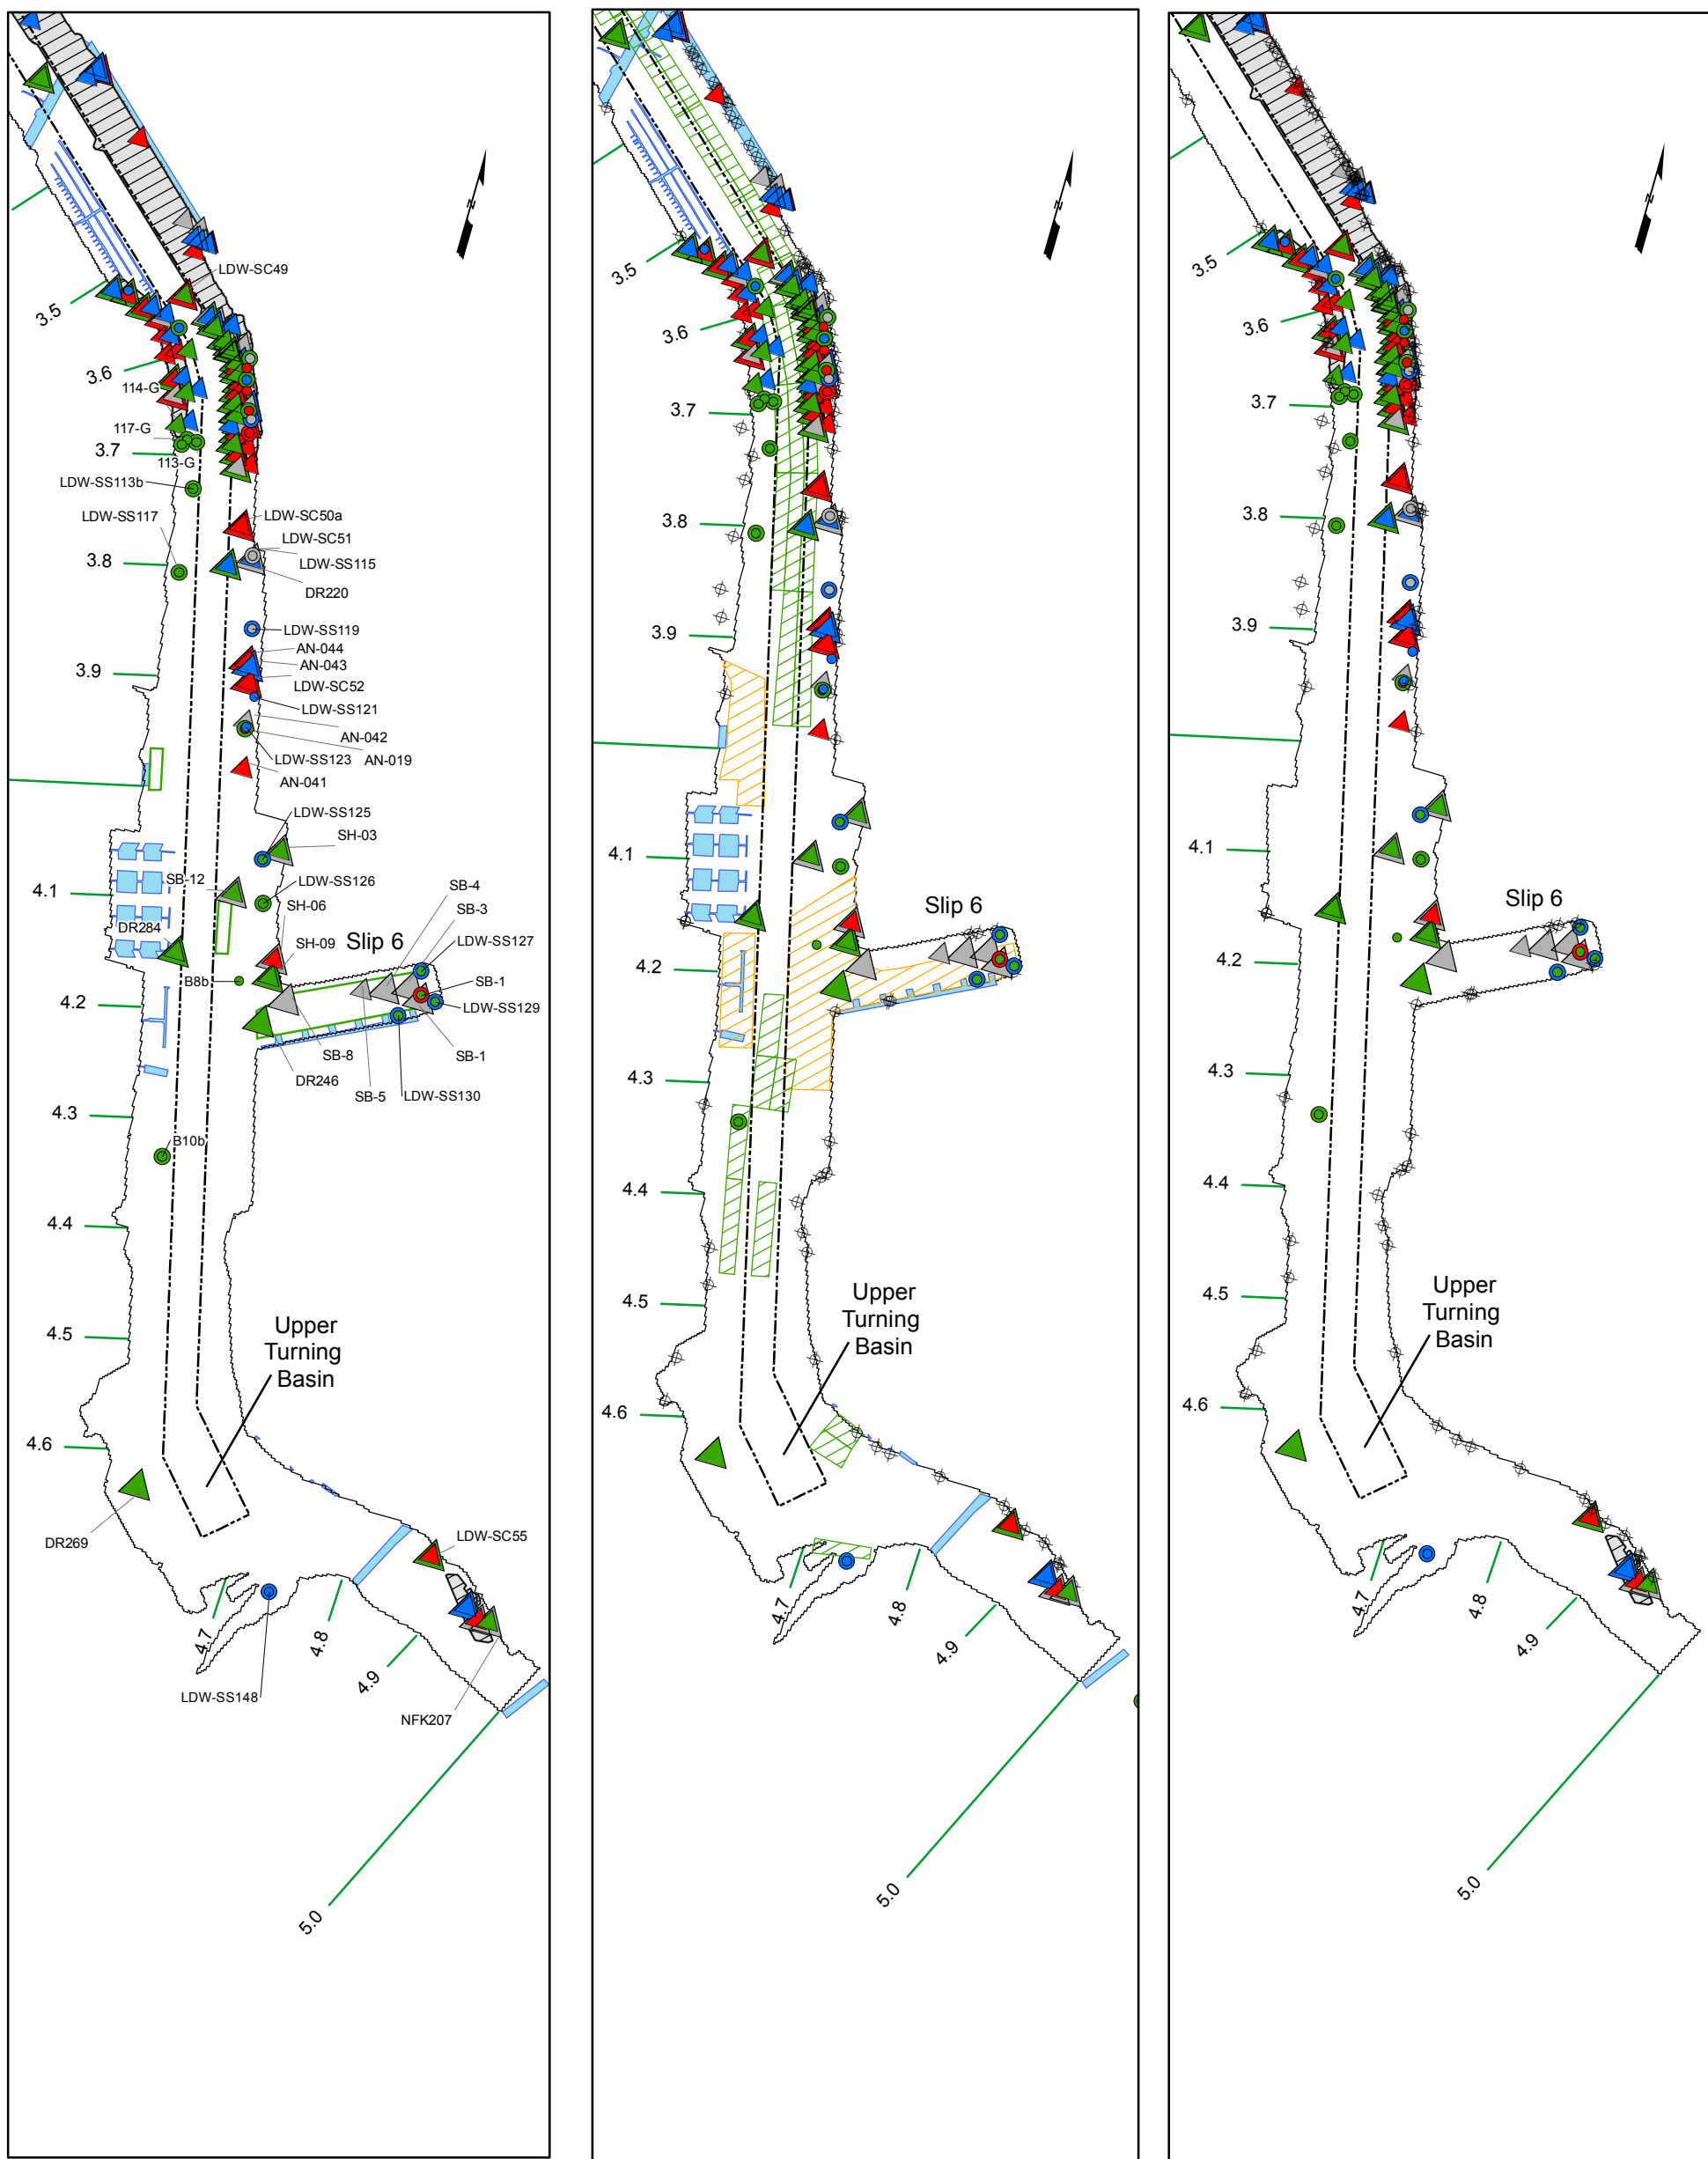 N
LDW-SC49
3.5
3.6
114-G
117-G
3.7
113-G
LDW-SS113b
LDW-SS117
LDW-SC50a
LDW-SC51
3.8
LDW-SS115
DR220
LDW-SS119
AN-044
AN-043
3.9
LDW-SC52
LDW-SS121
AN-042
LDW-SS123
AN-019
AN-041
LDW-SS125
SH-03
SB-12
4.1
LDW-SS126
SB-4
SB-3
SH-06
DR284
SH-09
Slip 6
LDW-SS127
B8b
SB-1
4.2
LDW-SS129
SB-8
SB-1
DR246
SB-5
LDW-SS130
4.3
B10b
4.4
4.5
Upper
Turning
Basin
4.6
DR269
LDW-SC55
4.7
4.8
4.9
LDW-SS148
NFK207
5.0
N
3.5
3.6
3.7
3.8
3.9
4.1
Slip 6
4.2
4.3
4.4
4.5
Upper
Turning
Basin
4.6
4.7
4.8
4.9
5.0
N
3.5
3.6
3.7
3.8
3.9
4.1
Slip 6
4.2
4.3
4.4
4.5
Upper
Turning
Basin
4.6
4.7
4.8
4.9
5.0